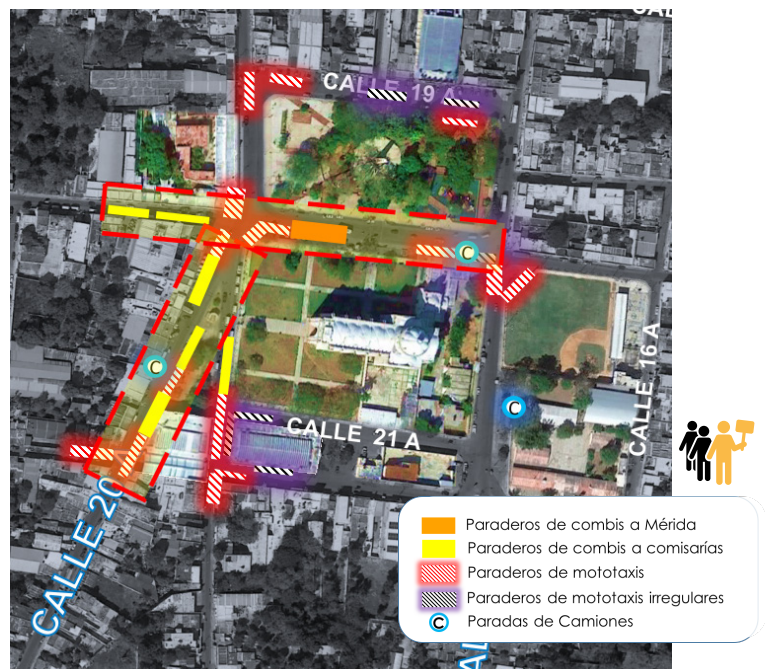 CALLE 19 A
C
C
CALLE 16 A
C
CALLE 21 A
CALLE 20
Paraderos de combis a Mérida
Paraderos de combis a comisarías
Paraderos de mototaxis
Paraderos de mototaxis irregulares
C Paradas de Camiones